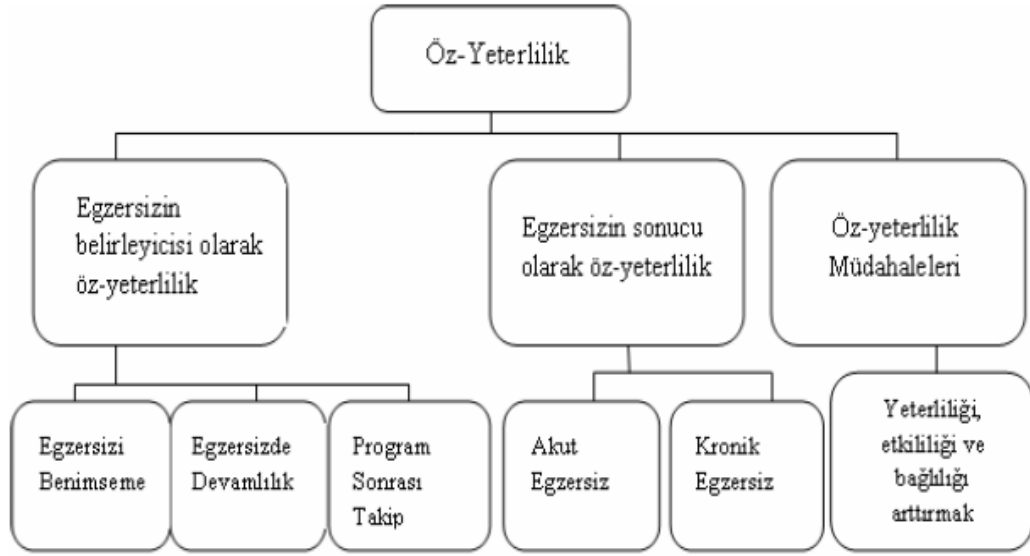 Öz-Yeterlilik
Egzersizin
belirleyicisi olarak
öz-yeterlilik
Egzersizin sonucu
olarak öz-yeterlilik
Öz-yeterlilik
Müdahaleleri
Egzersizi
Benimseme
Egzersizde
Devamlılık
Program
Sonrası
Takip
Akut
Egzersiz
Kronik
Egzersiz
Yeterliliği,
etkililiği ve
bağlılığı
arttırmak